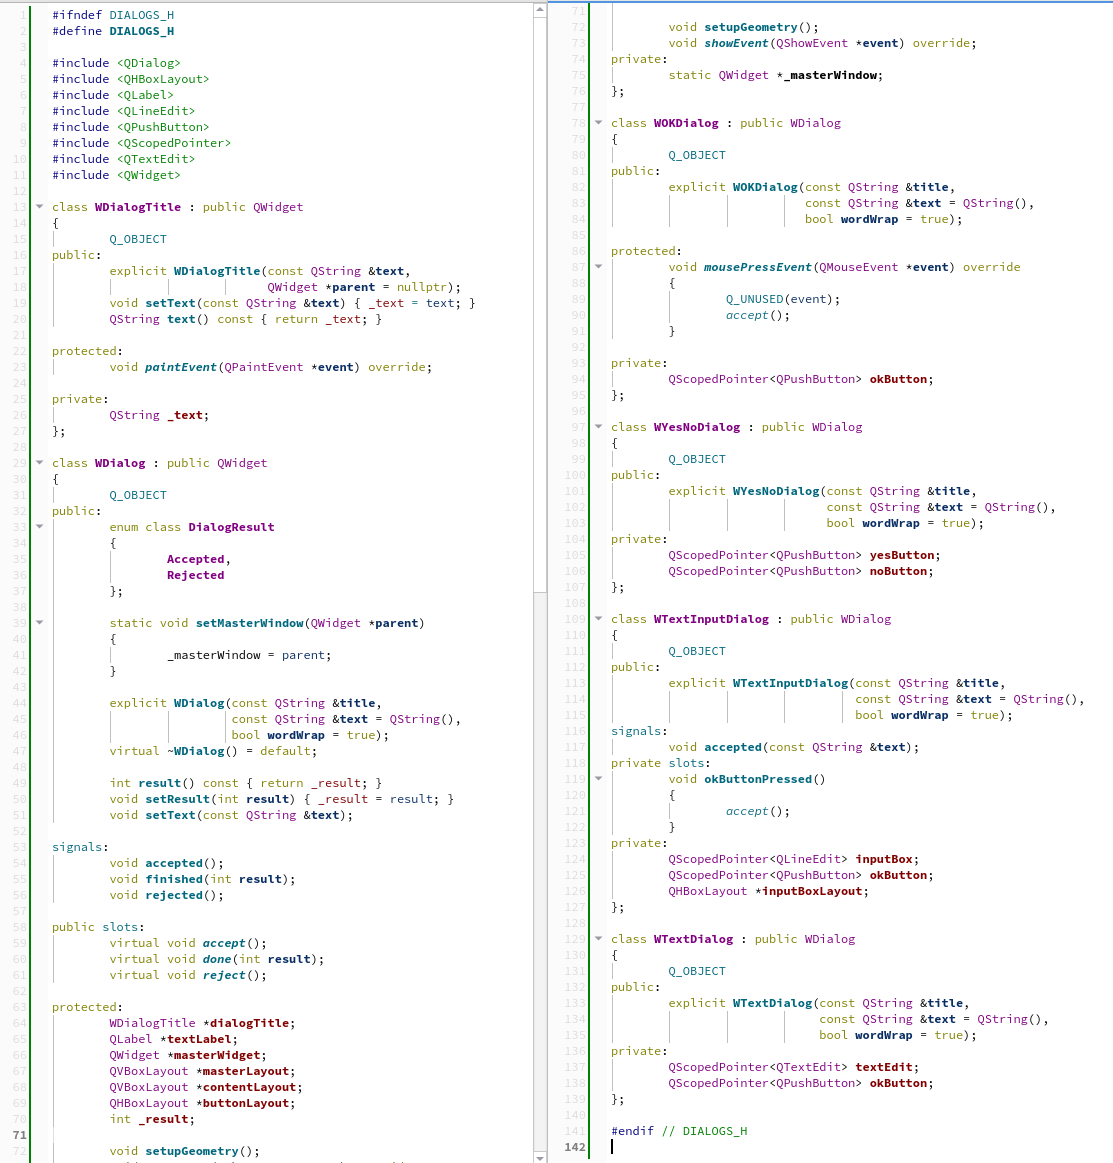 1 #ifndef DIALOGS_H
2 #define DIALOGS_H
3
4 #include <QDialog>
5 #include <QHBoxLayout>
6 #include <QLabel>
7 #include <QLineEdit>
8 #include <QPushButton>
9 #include <QScopedPointer>
10 #include <QTextEdit>
11 #include <QWidget>
12
13 class WDialogTitle : public QWidget
14 {
15 Q_OBJECT
16 public:
17 explicit WDialogTitle(const QString &text,
18 QWidget *parent = nullptr);
19 void setText(const QString &text) { _text = text; }
20 QString text() const { return _text; }
21
22 protected:
23 void paintEvent(QPaintEvent *event) override;
24
25 private:
26 QString _text;
27 };
28
29 class WDialog : public QWidget
30 {
31 Q_OBJECT
32 public:
33 enum class DialogResult
34 {
35 Accepted,
36 Rejected
37 };
38
39 static void setMasterWindow(QWidget *parent)
40 {
41 _masterWindow = parent;
42 }
43
44 explicit WDialog(const QString &title,
45 const QString &text = QString(),
46 bool wordWrap = true);
47 virtual ~WDialog() = default;
48
49 int result() const { return _result; }
50 void setResult(int result) { _result = result; }
51 void setText(const QString &text);
52
53 signals:
54 void accepted();
55 void finished(int result);
56 void rejected();
57
58 public slots:
59 virtual void accept();
60 virtual void done(int result);
61 virtual void reject();
62
63 protected:
64 WDialogTitle *dialogTitle;
65 QLabel *textLabel;
66 QWidget *masterWidget;
67 QVBoxLayout *masterLayout;
68 QVBoxLayout *contentLayout;
69 QHBoxLayout *buttonLayout;
70 int _result;
71
72 void setupGeometry();
71
72 void setupGeometry();
73 void showEvent(QShowEvent *event) override;
74 private:
75 static QWidget *_masterWindow;
76 };
77
78 class WOKDialog : public WDialog
79 {
80 Q_OBJECT
81 public:
82 explicit WOKDialog(const QString &title,
83 const QString &text = QString(),
84 bool wordWrap = true);
85
86 protected:
87 void mousePressEvent(QMouseEvent *event) override
88 {
89 Q_UNUSED(event);
90 accept();
91 }
92
93 private:
94 QScopedPointer<QPushButton> okButton;
95 };
96
97 class WYesNoDialog : public WDialog
98 {
99 Q_OBJECT
100 public:
101 explicit WYesNoDialog(const QString &title,
102 const QString &text = QString(),
103 bool wordWrap = true);
104 private:
105 QScopedPointer<QPushButton> yesButton;
106 QScopedPointer<QPushButton> noButton;
107 };
108
109 class WTextInputDialog : public WDialog
110 {
111 Q_OBJECT
112 public:
113 explicit WTextInputDialog(const QString &title,
114 const QString &text = QString(),
115 bool wordWrap = true);
116 signals:
117 void accepted(const QString &text);
118 private slots:
119 void okButtonPressed()
120 {
121 accept();
122 }
123 private:
124 QScopedPointer<QLineEdit> inputBox;
125 QScopedPointer<QPushButton> okButton;
126 QHBoxLayout *inputBoxLayout;
127 };
128
129 class WTextDialog : public WDialog
130 {
131 Q_OBJECT
132 public:
133 explicit WTextDialog(const QString &title,
134 const QString &text = QString(),
135 bool wordWrap = true);
136 private:
137 QScopedPointer<QTextEdit> textEdit;
138 QScopedPointer<QPushButton> okButton;
139 };
140
141 #endif // DIALOGS_H
142